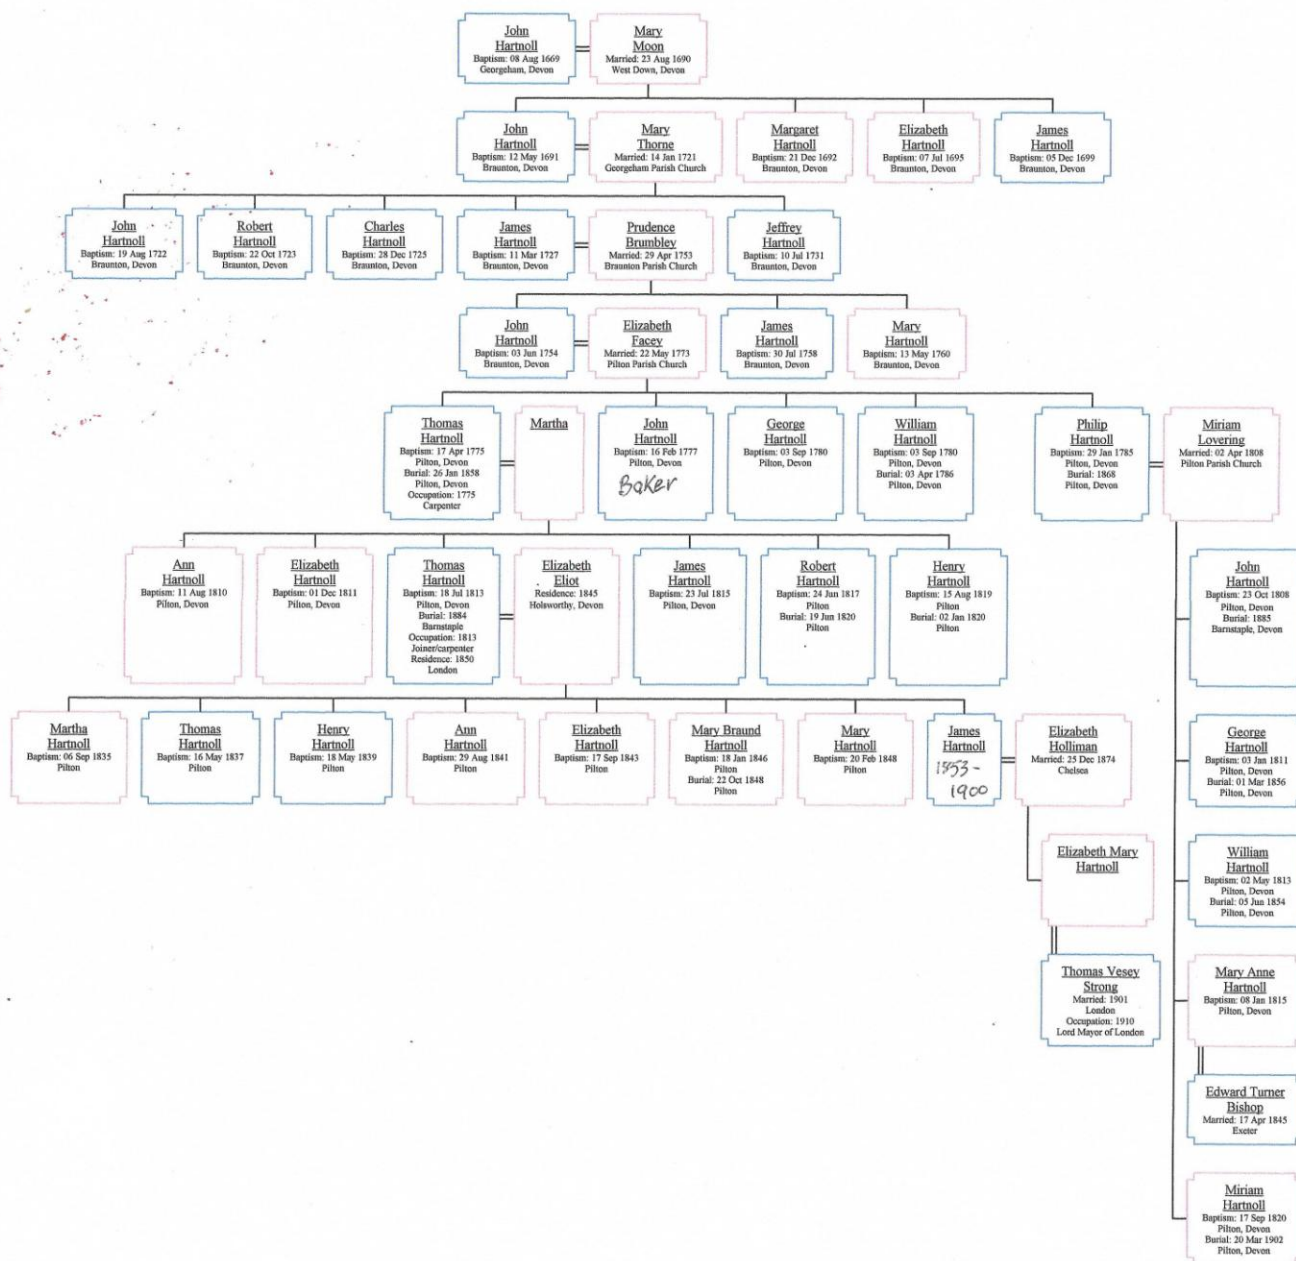 John
Hartnoll
Baptism: 08 Aug 1669
Georgeham, Devon
Mary
Moon
Married: 23 Aug 1690
West Down, Devon
John
Hartnoll
Baptism: 12 May 1691
Braunton, Devon
Mary
Thorne
Married: 14 Jan 1721
Georgeham Parish Church
Margaret
Hartnoll
Baptism: 21 Dec 1692
Braunton, Devon
Elizabeth
Hartnoll
Baptism: 07 Jul 1695
Braunton, Devon
James
Hartnoll
Baptism: 05 Dec 1699
Braunton, Devon
John
Hartnoll
Baptism: 19 Aug 1722
Braunton, Devon
Robert
Hartnoll
Baptism: 22 Oct 1723
Braunton, Devon
Charles
Hartnoll
Baptism: 28 Dec 1725
Braunton, Devon
James
Hartnoll
Baptism: 11 Mar 1727
Braunton, Devon
Prudence
Brumbley
Married: 29 Apr 1753
Braunton Parish Church
Jeffrey
Hartnoll
Baptism: 10 Jul 1731
Braunton, Devon
John
Hartnoll
Baptism: 03 Jun 1754
Braunton, Devon
Elizabeth
Facey
Married: 22 May 1773
Pilton Parish Church
James
Hartnoll
Baptism: 30 Jul 1758
Braunton, Devon
Mary
Hartnoll
Baptism: 13 May 1760
Braunton, Devon
Thomas
Hartnoll
Baptism: 17 Apr 1775
Pilton, Devon
Burial: 26 Jan 1858
Pilton, Devon
Occupation: 1775
Carpenter
Martha
John
Hartnoll
Baptism: 16 Feb 1777
Pilton, Devon
Baker
George
Hartnoll
Baptism: 03 Sep 1780
Pilton, Devon
William
Hartnoll
Baptism: 03 Sep 1780
Pilton, Devon
Burial: 03 Apr 1786
Pilton, Devon
Philip
Hartnoll
Baptism: 29 Jan 1785
Pilton, Devon
Burial: 1868
Pilton, Devon
Miriam
Lovering
Married: 02 Apr 1808
Pilton Parish Church
Ann
Hartnoll
Baptism: 11 Aug 1810
Pilton, Devon
Elizabeth
Hartnoll
Baptism: 01 Dec 1811
Pilton, Devon
Thomas
Hartnoll
Baptism: 18 Jul 1813
Pilton, Devon
Burial: 1884
Barnstaple
Occupation: 1813
Joiner/carpenter
Residence: 1850
London
Elizabeth
Eliot
Residence: 1845
Holsworthy, Devon
James
Hartnoll
Baptism: 23 Jul 1815
Pilton, Devon
Robert
Hartnoll
Baptism: 24 Jun 1817
Pilton
Burial: 19 Jun 1820
Pilton
Henry
Hartnoll
Baptism: 15 Aug 1819
Pilton
Burial: 02 Jan 1820
Pilton
John
Hartnoll
Baptism: 23 Oct 1808
Pilton, Devon
Burial: 1885
Barnstaple, Devon
Martha
Hartnoll
Baptism: 06 Sep 1835
Pilton
Thomas
Hartnoll
Baptism: 16 May 1837
Pilton
Henry
Hartnoll
Baptism: 18 May 1839
Pilton
Ann
Hartnoll
Baptism: 29 Aug 1841
Pilton
Elizabeth
Hartnoll
Baptism: 17 Sep 1843
Pilton
Mary Braund
Hartnoll
Baptism: 18 Jan 1846
Pilton
Burial: 22 Oct 1848
Pilton
Mary
Hartnoll
Baptism: 20 Feb 1848
Pilton
James
Hartnoll
1853-
1900
Elizabeth
Holliman
Married: 25 Dec 1874
Chelsea
George
Hartnoll
Baptism: 03 Jan 1811
Pilton, Devon
Burial: 01 Mar 1856
Pilton, Devon
Elizabeth Mary
Hartnoll
William
Hartnoll
Baptism: 02 May 1813
Pilton, Devon
Burial: 05 Jun 1854
Pilton, Devon
Thomas Vesey
Strong
Married: 1901
London
Occupation: 1910
Lord Mayor of London
Mary Anne
Hartnoll
Baptism: 08 Jan 1815
Pilton, Devon
Edward Turner
Bishop
Married: 17 Apr 1845
Exeter
Miriam
Hartnoll
Baptism: 17 Sep 1820
Pilton, Devon
Burial: 20 Mar 1902
Pilton, Devon